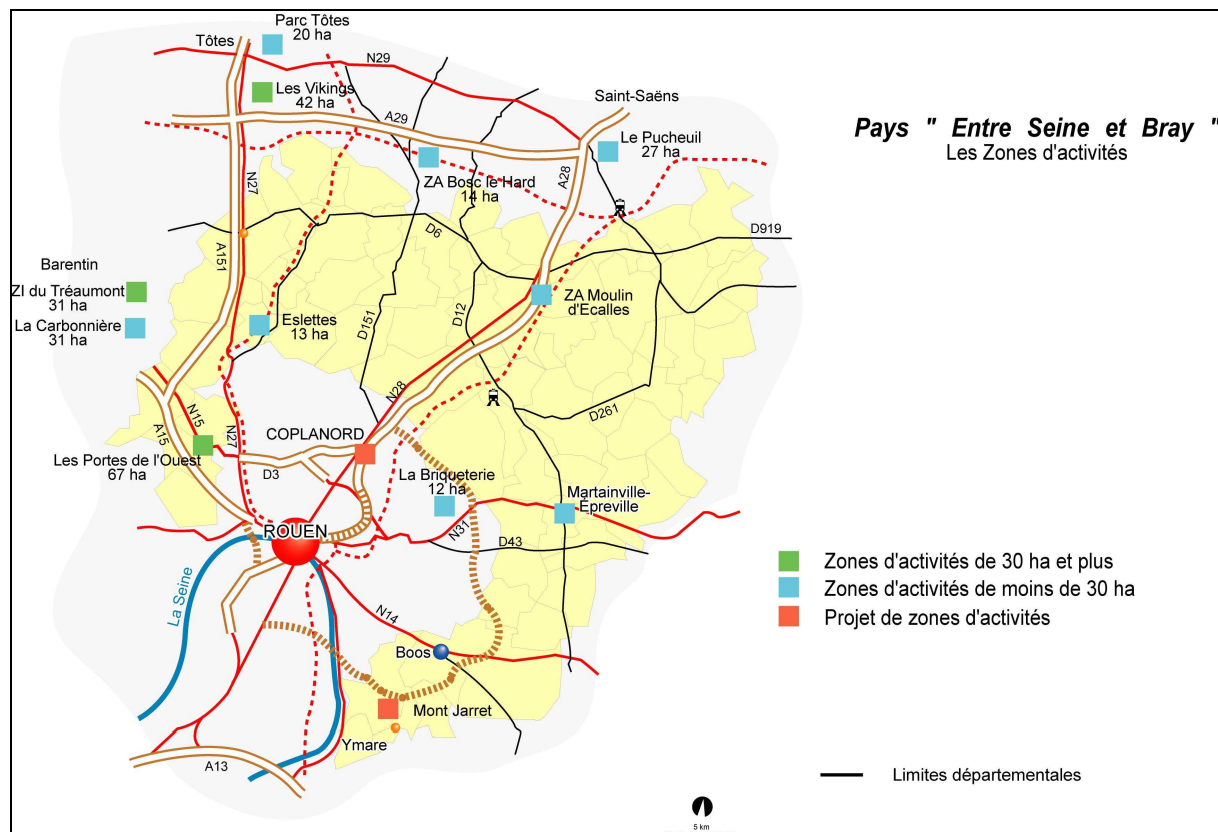 Pays " Entre Seine et Bray "
Les Zones d'activités
Parc Tôtes
20 ha
Tôtes
N29
Les Vikings
42 ha
A29
Saint-Saëns
Le Pucheuil
27 ha
ZA Bosc le Hard
14 ha
A28
N27
D6
D919
A151
Barentin
ZI du Tréaumont
31 ha
La Carbonnière
31 ha
Eslettes
13 ha
D151
D12
ZA Moulin
d'Ecalles
N28
D261
N15
A15
N27
COPLANORD
Les Portes de l'Ouest
67 ha
D3
La Briqueterie
12 ha
Martainville-
Épreville
ROUEN
N31
D43
La Seine
N14
Boos
Mont Jarret
Ymare
A13
Zones d'activités de 30 ha et plus
Zones d'activités de moins de 30 ha
Projet de zones d'activités
Limites départementales
5 km